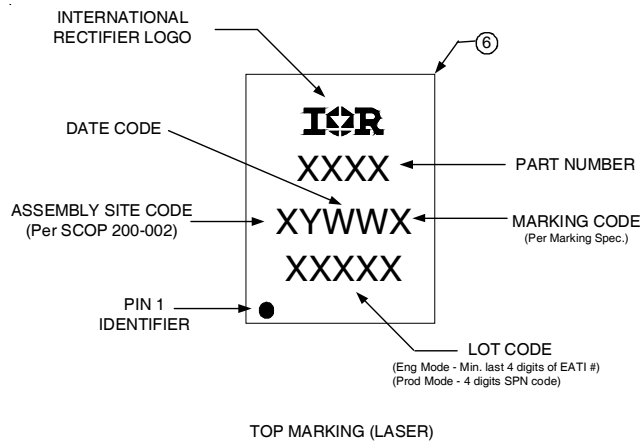 INTERNATIONAL
RECTIFIER LOGO
6
IOR
DATE CODE
XXXX
PART NUMBER
ASSEMBLY SITE CODE
(Per SCOP 200-002)
XYWWX
MARKING CODE
(Per Marking Spec.)
XXXXX
PIN 1
IDENTIFIER
LOT CODE
(Eng Mode - Min. last 4 digits of EATI #)
(Prod Mode - 4 digits SPN code)
TOP MARKING (LASER)